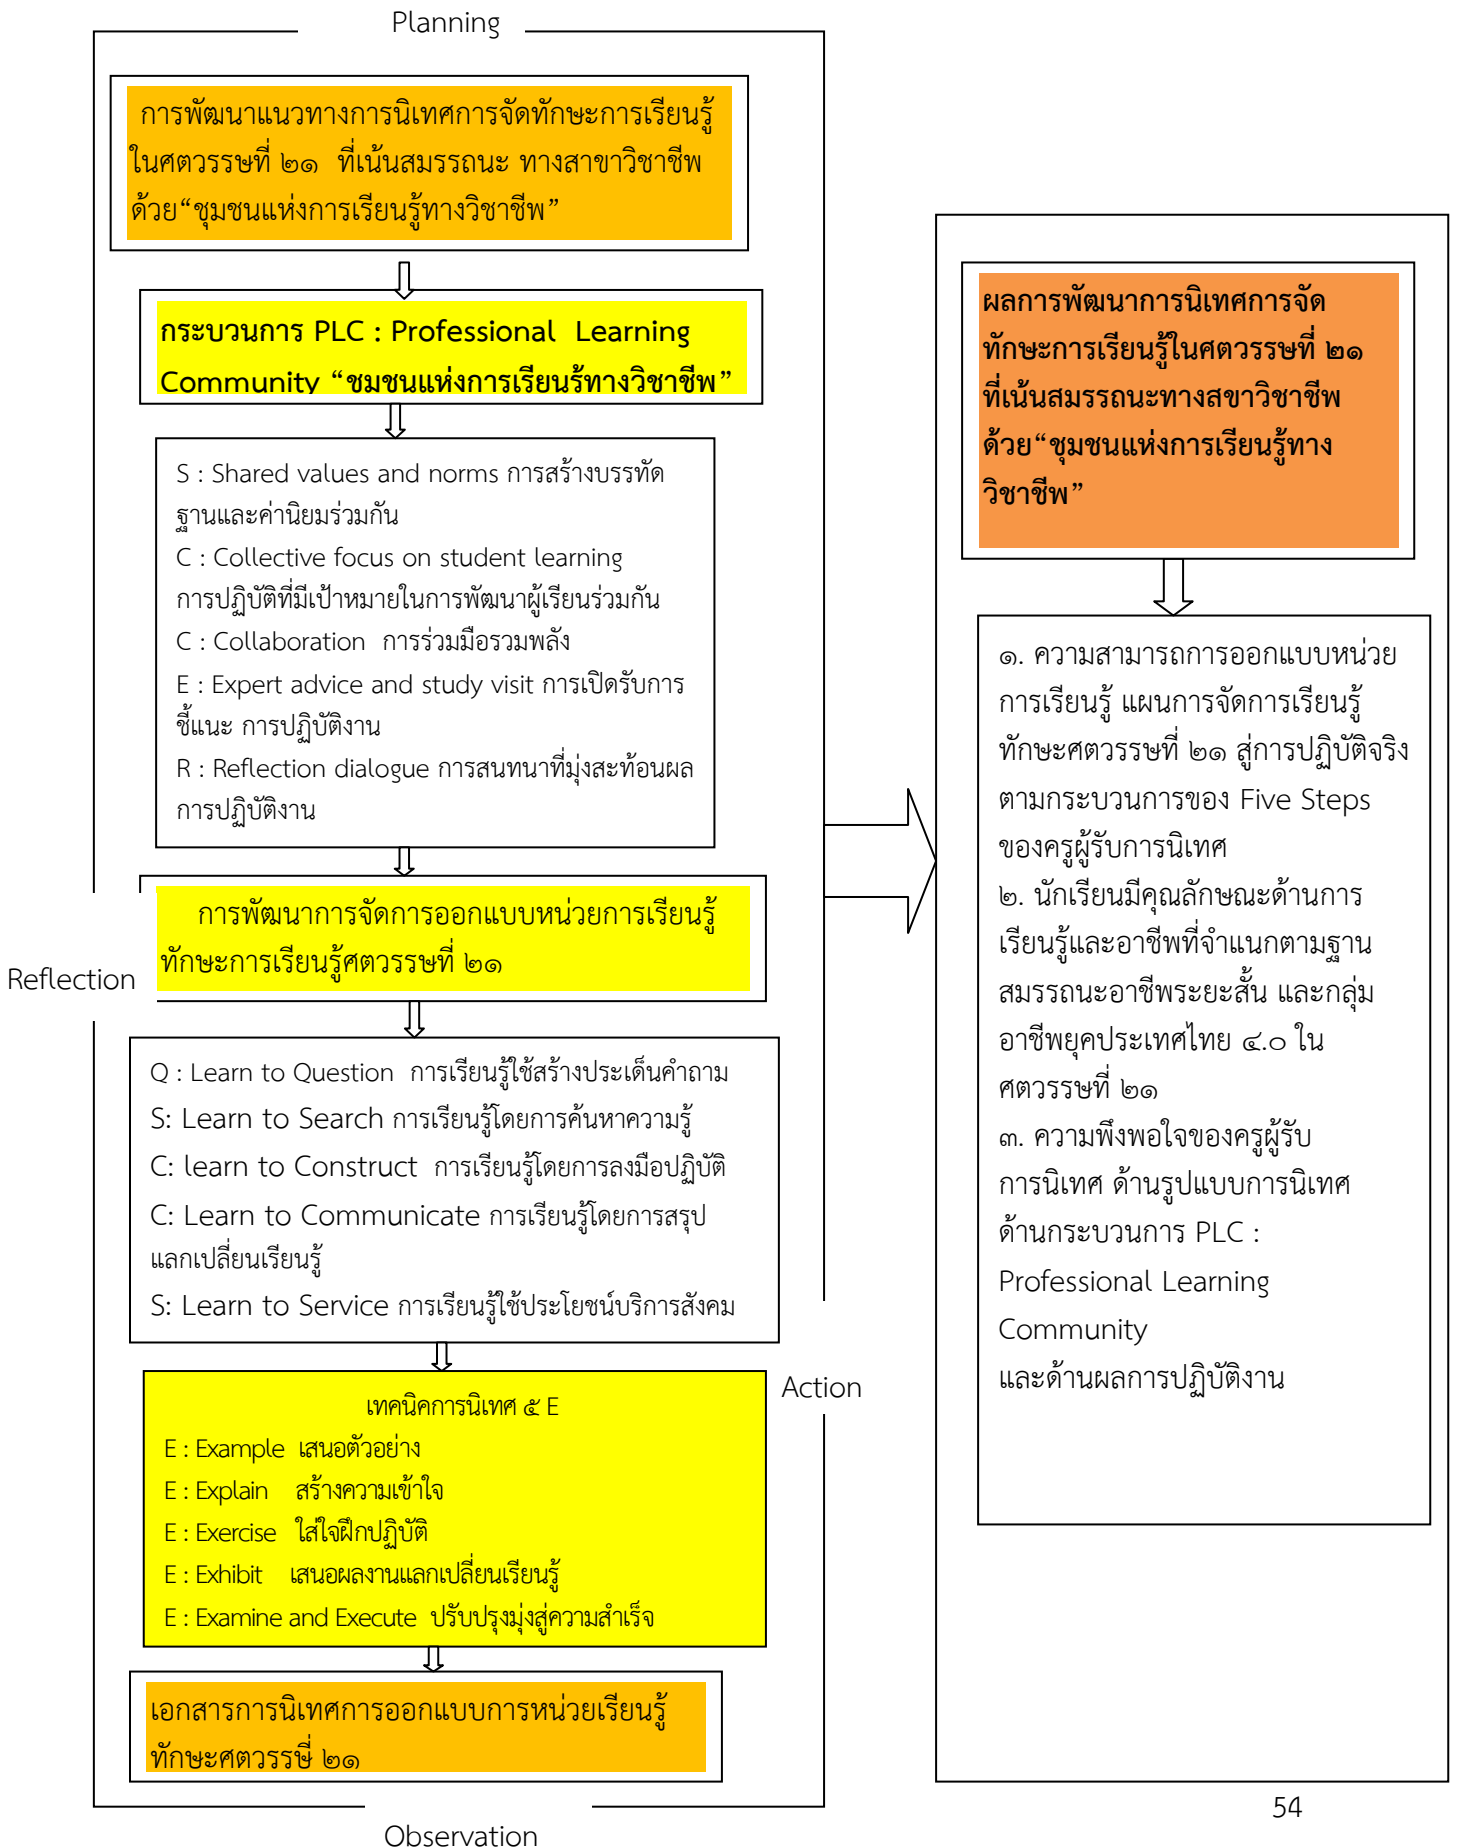 Planning
การพัฒนาแนวทางการนิเทศการจัดทักษะการเรียนรู้
ในศตวรรษที่ ๒๑ ที่เน้นสมรรถนะ ทางสาขาวิชาชีพ
ด้วย“ชุมชนแห่งการเรียนรู้ทางวิชาชีพ”
กระบวนการ PLC : Professional Learning
Community “ชุมชนแห่งการเรียนรู้ทางวิชาชีพ”
S : Shared values and norms การสร้างบรรทัด
ฐานและค่านิยมร่วมกัน
C : Collective focus on student learning
การปฏิบัติที่มีเป้าหมายในการพัฒนาผู้เรียนร่วมกัน
C : Collaboration การร่วมมือรวมพลัง
E : Expert advice and study visit การเปิดรับการ
ชี้แนะ การปฏิบัติงาน
R : Reflection dialogue การสนทนาที่มุ่งสะท้อนผล
การปฏิบัติงาน
การพัฒนาการจัดการออกแบบหน่วยการเรียนรู้
ทักษะการเรียนรู้ศตวรรษที่ ๒๑
Reflection
Q : Learn to Question การเรียนรู้ใช้สร้างประเด็นคำถาม
S: Learn to Search การเรียนรู้โดยการค้นหาความรู้
C: learn to Construct การเรียนรู้โดยการลงมือปฏิบัติ
C: Learn to Communicate การเรียนรู้โดยการสรุป
แลกเปลี่ยนเรียนรู้
S: Learn to Service การเรียนรู้ใช้ประโยชน์บริการสังคม
Action
เทคนิคการนิเทศ ๕ E
E : Example เสนอตัวอย่าง
E : Explain สร้างความเข้าใจ
E : Exercise ใส่ใจฝึกปฏิบัติ
E : Exhibit เสนอผลงานแลกเปลี่ยนเรียนรู้
E : Examine and Execute ปรับปรุงมุ่งสู่ความสำเร็จ
เอกสารการนิเทศการออกแบบการหน่วยเรียนรู้
ทักษะศตวรรษี่ ๒๑
Observation
ผลการพัฒนาการนิเทศการจัด
ทักษะการเรียนรู้ในศตวรรษที่ ๒๑
ที่เน้นสมรรถนะทางสขาวิชาชีพ
ด้วย“ชุมชนแห่งการเรียนรู้ทาง
วิชาชีพ”
๑. ความสามารถการออกแบบหน่วย
การเรียนรู้ แผนการจัดการเรียนรู้
ทักษะศตวรรษที่ ๒๑ สู่การปฏิบัติจริง
ตามกระบวนการของ Five Steps
ของครูผู้รับการนิเทศ
๒. นักเรียนมีคุณลักษณะด้านการ
เรียนรู้และอาชีพที่จำแนกตามฐาน
สมรรถนะอาชีพระยะสั้น และกลุ่ม
อาชีพยุคประเทศไทย ๔.๐ ใน
ศตวรรษที่ ๒๑
๓. ความพึงพอใจของครูผู้รับ
การนิเทศ ด้านรูปแบบการนิเทศ
ด้านกระบวนการ PLC :
Professional Learning
Community
และด้านผลการปฏิบัติงาน
54